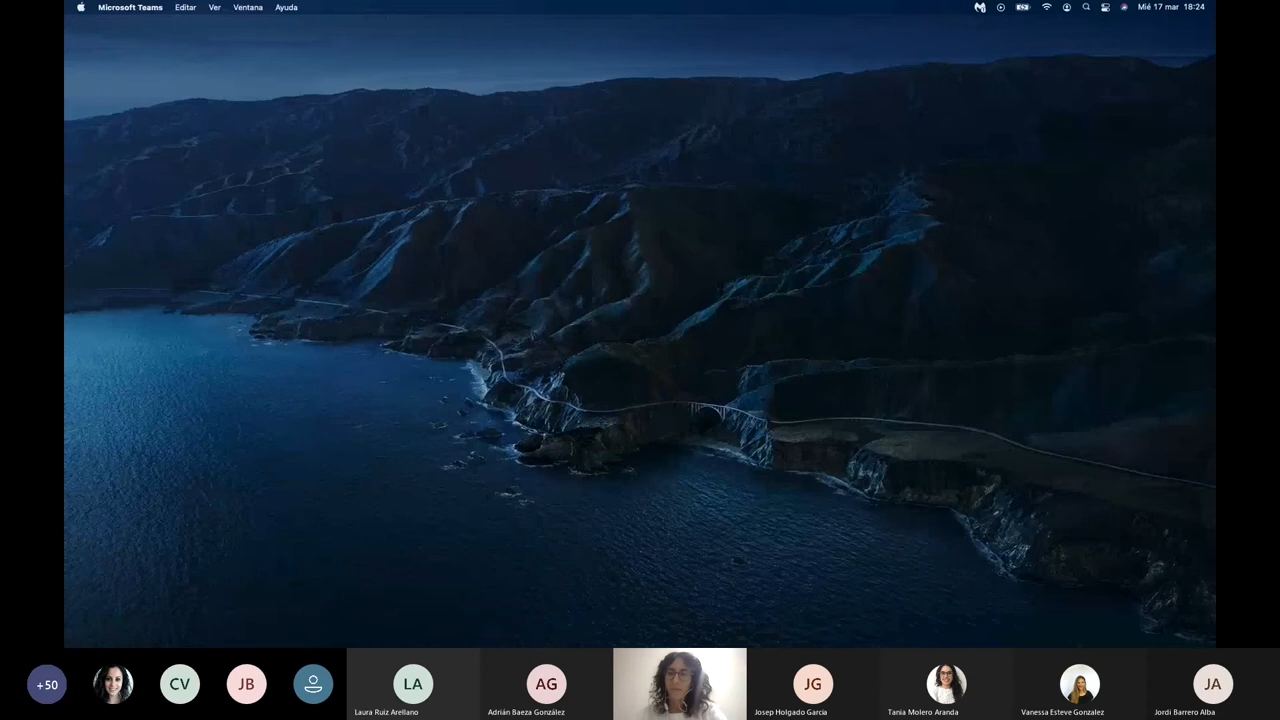 Microsoft Teams Editar Ver Ventana Ayuda Mié 17 mar 18:24
+50 CV JB LA AG JG JA
Laura Ruiz Arellano Adrián Baeza González Josep Holgado García Tania Molero Aranda Vanessa Esteve Gonzalez Jordi Barrero Alba